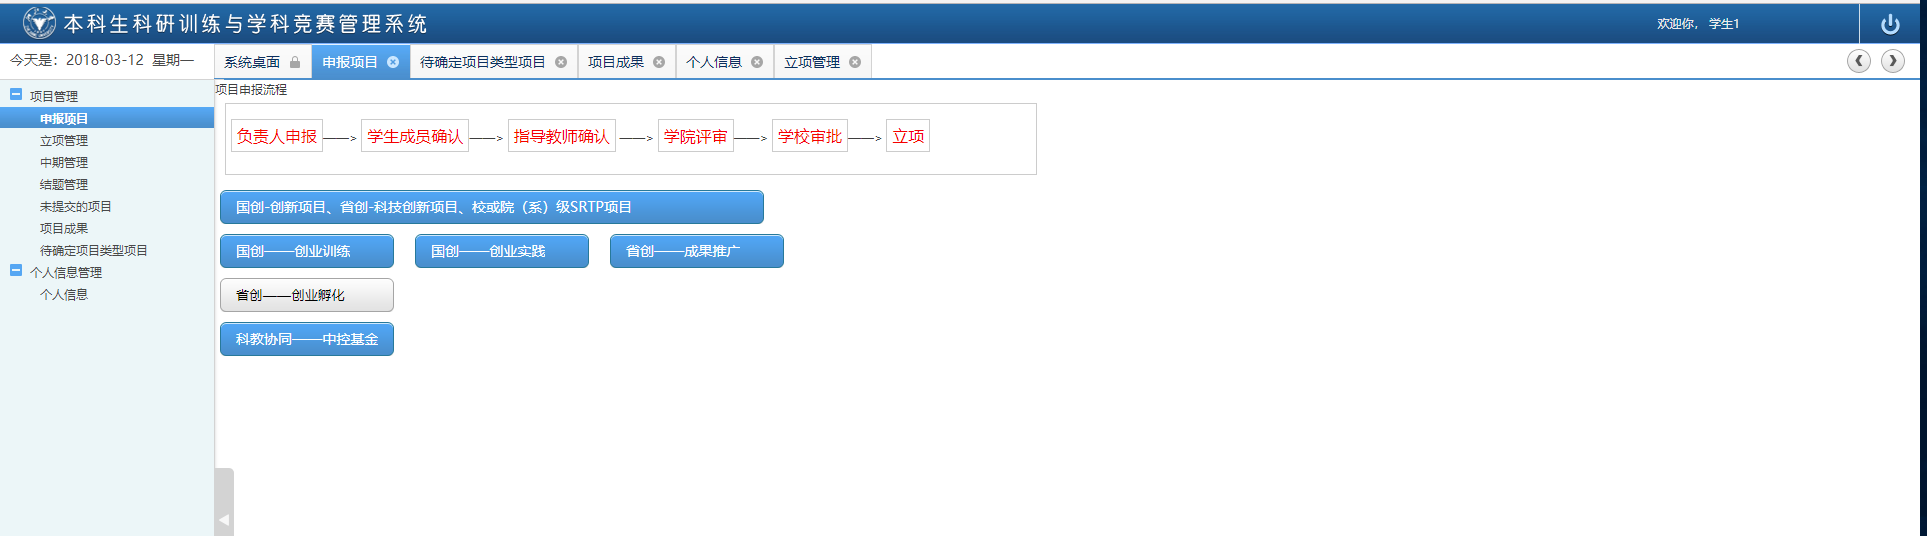 本科生科研训练与学科竞赛管理系统
欢迎你， 学生1
今天是：2018-03-12 星期一
系统桌面 申报项目 待确定项目类型项目 项目成果 个人信息 立项管理
项目管理
申报项目
立项管理
中期管理
结题管理
未提交的项目
项目成果
待确定项目类型项目
个人信息管理
个人信息
项目申报流程
负责人申报 ——> 学生成员确认 ——> 指导教师确认 ——> 学院评审 ——> 学校审批 ——> 立项
国创-创新项目、省创-科技创新项目、校或院（系）级SRTP项目
国创——创业训练 国创——创业实践 省创——成果推广
省创——创业孵化
科教协同——中控基金